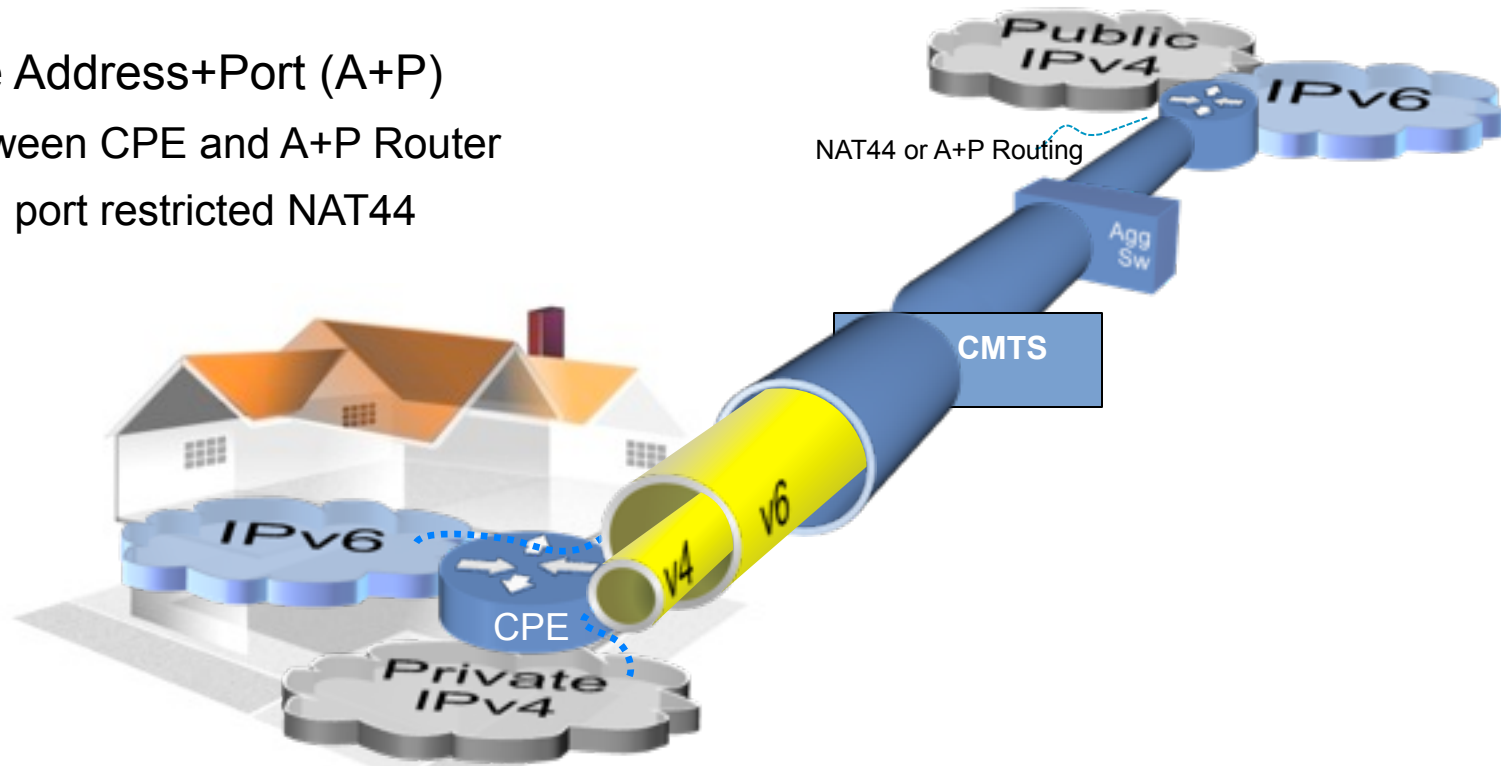 Address+Port (A+P)
between CPE and A+P Router
port restricted NAT44
Public
IPv4
IPv6
NAT44 or A+P Routing
Agg
Sw
CMTS
v6
v4
IPv6
CPE
Private
IPv4